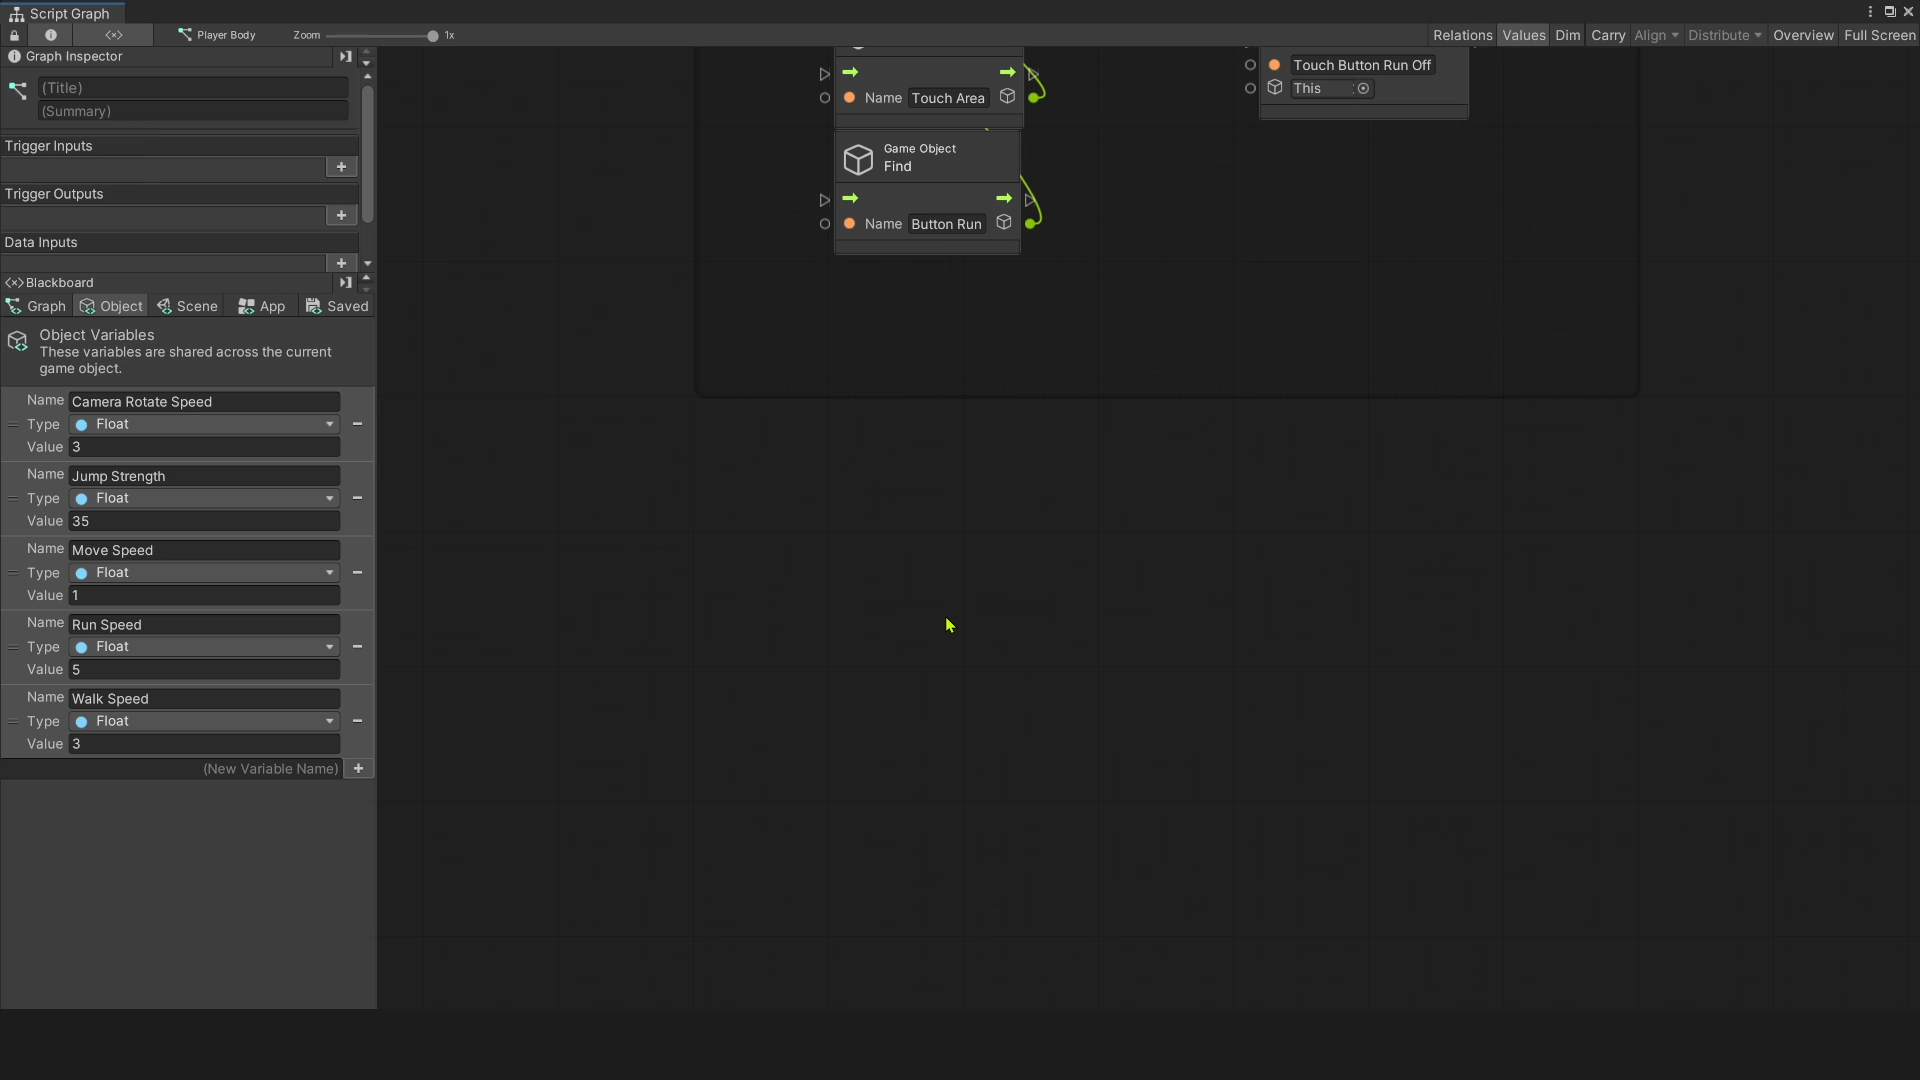 Script Graph
Player Body
Zoom
1x
Relations
Values
Dim
Carry
Align
Distribute
Overview
Full Screen
Graph Inspector
(Title)
(Summary)
Trigger Inputs
Trigger Outputs
Data Inputs
Blackboard
Graph
Object
Scene
App
Saved
Object Variables
These variables are shared across the current
game object.
Name Camera Rotate Speed
Type Float
Value 3
Name Jump Strength
Type Float
Value 35
Name Move Speed
Type Float
Value 1
Name Run Speed
Type Float
Value 5
Name Walk Speed
Type Float
Value 3
(New Variable Name)
Name Touch Area
Game Object
Find
Name Button Run
Touch Button Run Off
This